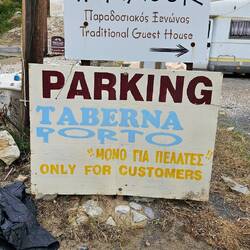 Παραδοσιακός Ξενώνας
Traditional Guest House
PARKING
TABERNA
PORTO
"ΜΟΝΟ ΓΙΑ ΠΕΛΑΤΕΣ"
ONLY FOR CUSTOMERS